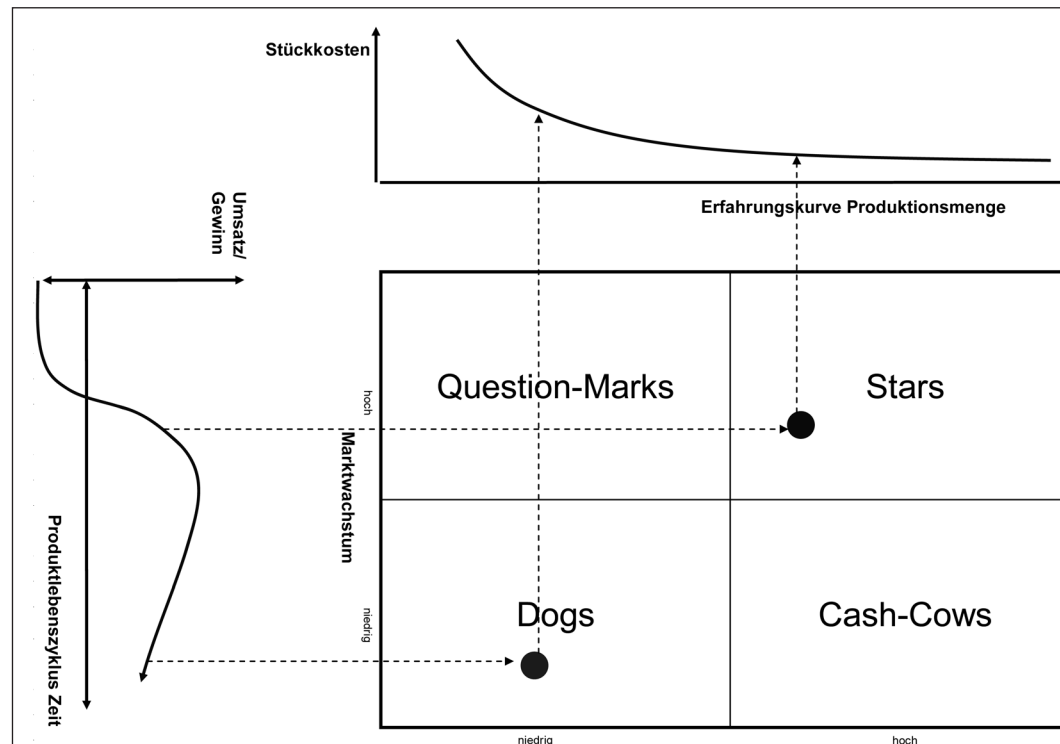 Stückkosten
Erfahrungskurve Produktionsmenge
Umsatz/
Gewinn
Question-Marks
Stars
hoch
Marktwachstum
Produktlebenszyklus Zeit
niedrig
Dogs
Cash-Cows
niedrig
hoch